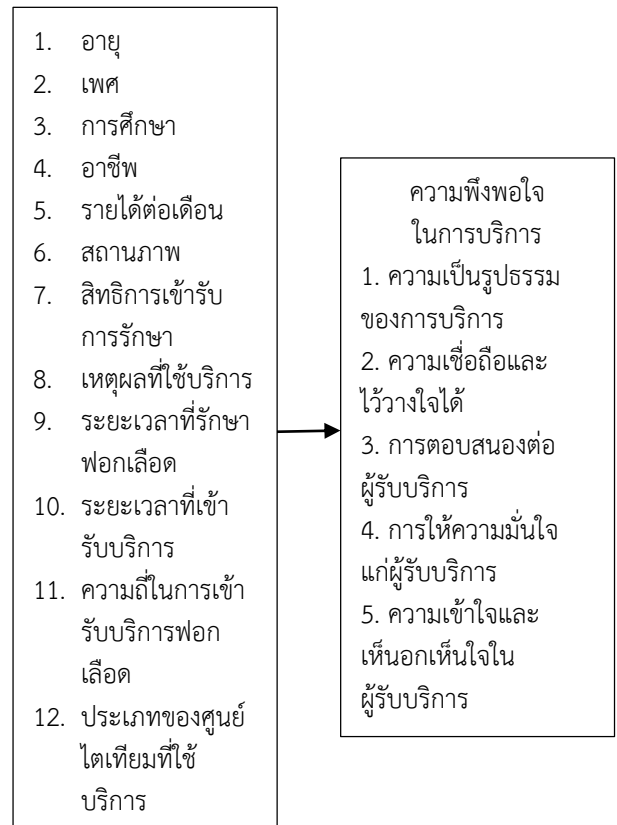 1. อายุ
2. เพศ
3. การศึกษา
4. อาชีพ
5. รายได้ต่อเดือน
6. สถานภาพ
7. สิทธิการเข้ารับ
การรักษา
8. เหตุผลที่ใช้บริการ
9. ระยะเวลาที่รักษา
ฟอกเลือด
10. ระยะเวลาที่เข้า
รับบริการ
11. ความถี่ในการเข้า
รับบริการฟอก
เลือด
12. ประเภทของศูนย์
ไตเทียมที่ใช้
บริการ
ความพึงพอใจ
ในการบริการ
1. ความเป็นรูปธรรม
ของการบริการ
2. ความเชื่อถือและ
ไว้วางใจได้
3. การตอบสนองต่อ
ผู้รับบริการ
4. การให้ความมั่นใจ
แก่ผู้รับบริการ
5. ความเข้าใจและ
เห็นอกเห็นใจใน
ผู้รับบริการ